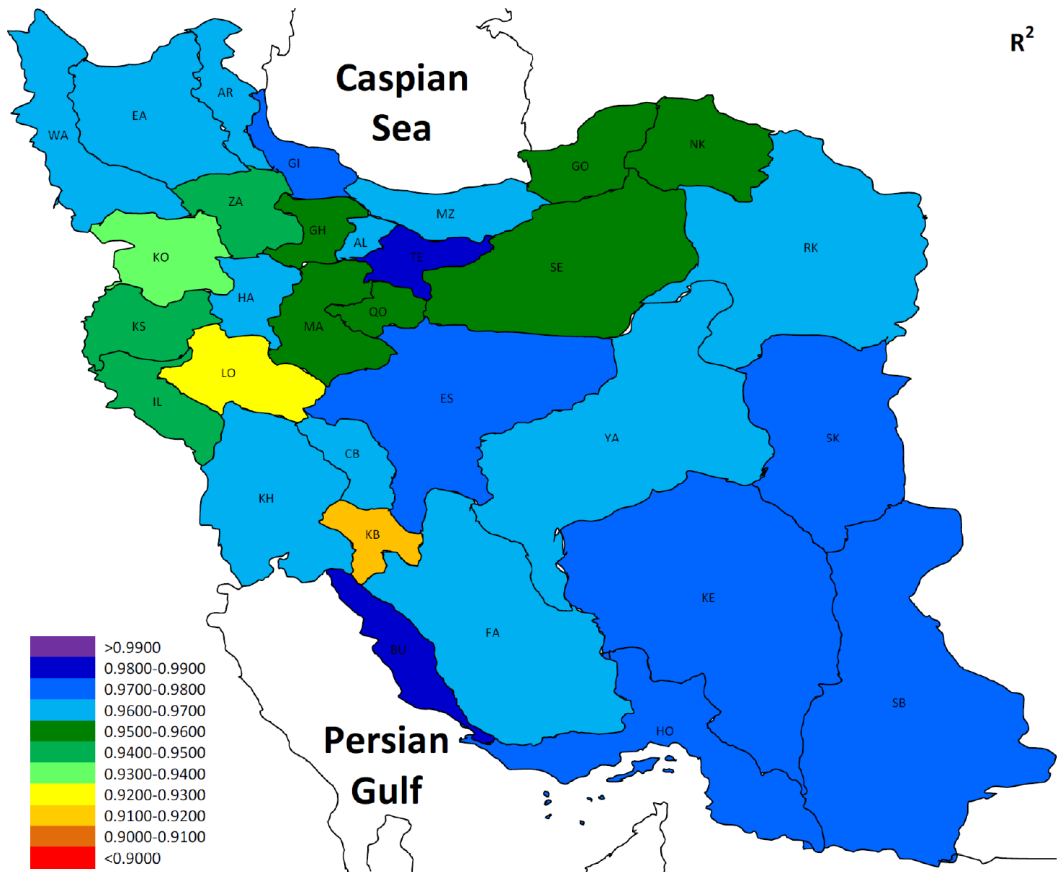 R²
Caspian
Sea
AR
EA
WA
NK
GO
GI
ZA
MZ
GH
AL
RK
KO
TE
SE
HA
QO
KS
MA
LO
ES
IL
YA
SK
CB
KH
KB
KE
FA
BU
SB
HO
Persian
Gulf
>0.9900
0.9800-0.9900
0.9700-0.9800
0.9600-0.9700
0.9500-0.9600
0.9400-0.9500
0.9300-0.9400
0.9200-0.9300
0.9100-0.9200
0.9000-0.9100
<0.9000